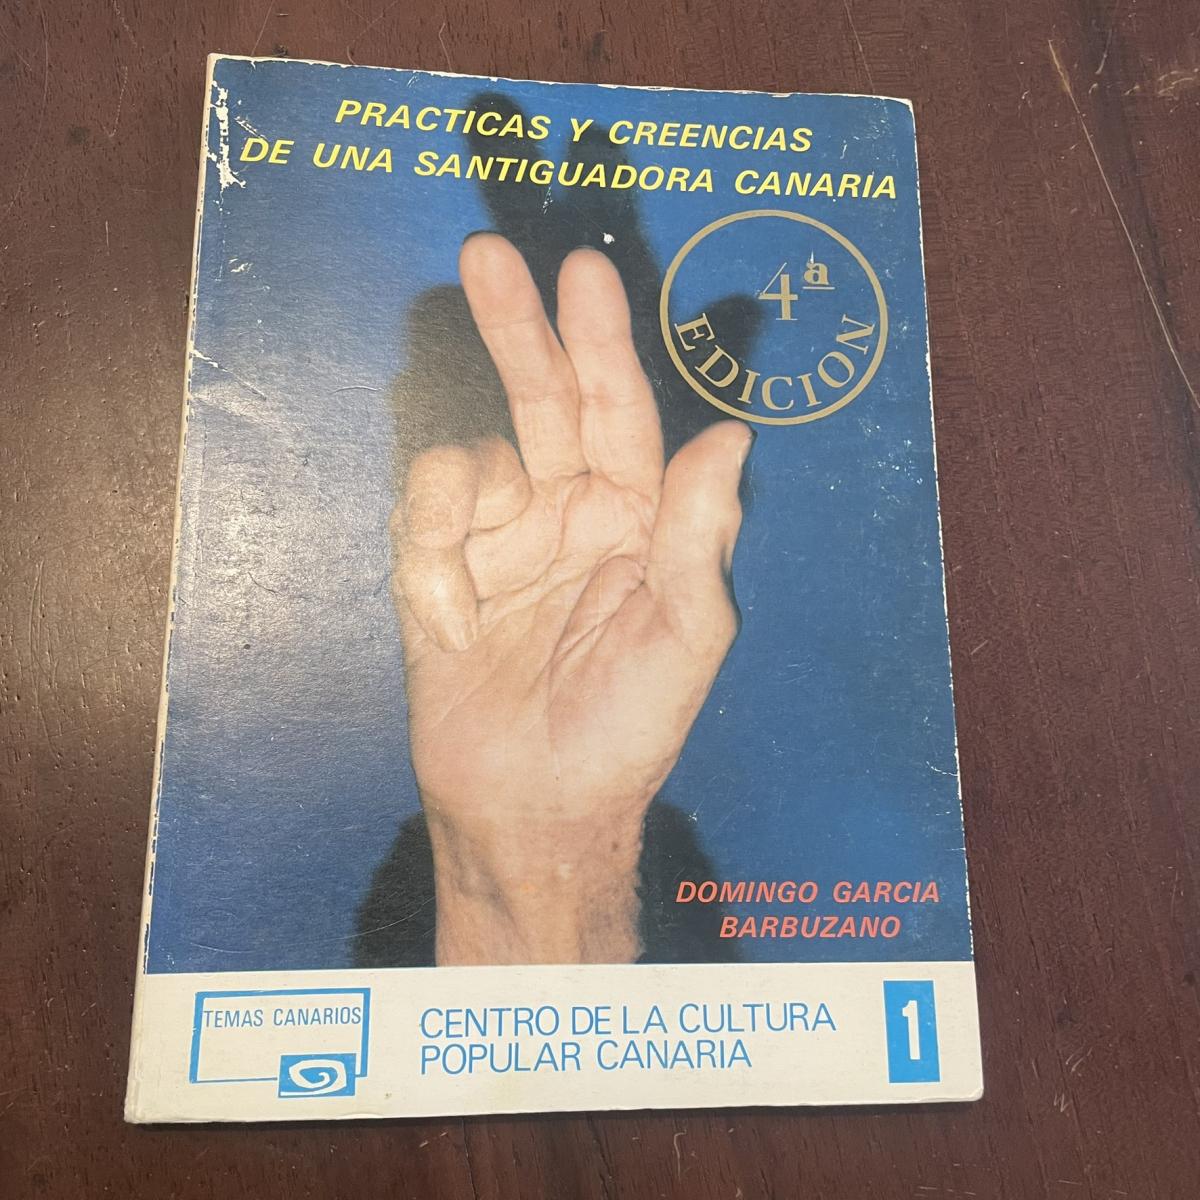 PRACTICAS Y CREENCIAS
DE UNA SANTIGUADORA CANARIA
4ª
EDICION
DOMINGO GARCIA
BARBUZANO
TEMAS CANARIOS
CENTRO DE LA CULTURA
POPULAR CANARIA
1